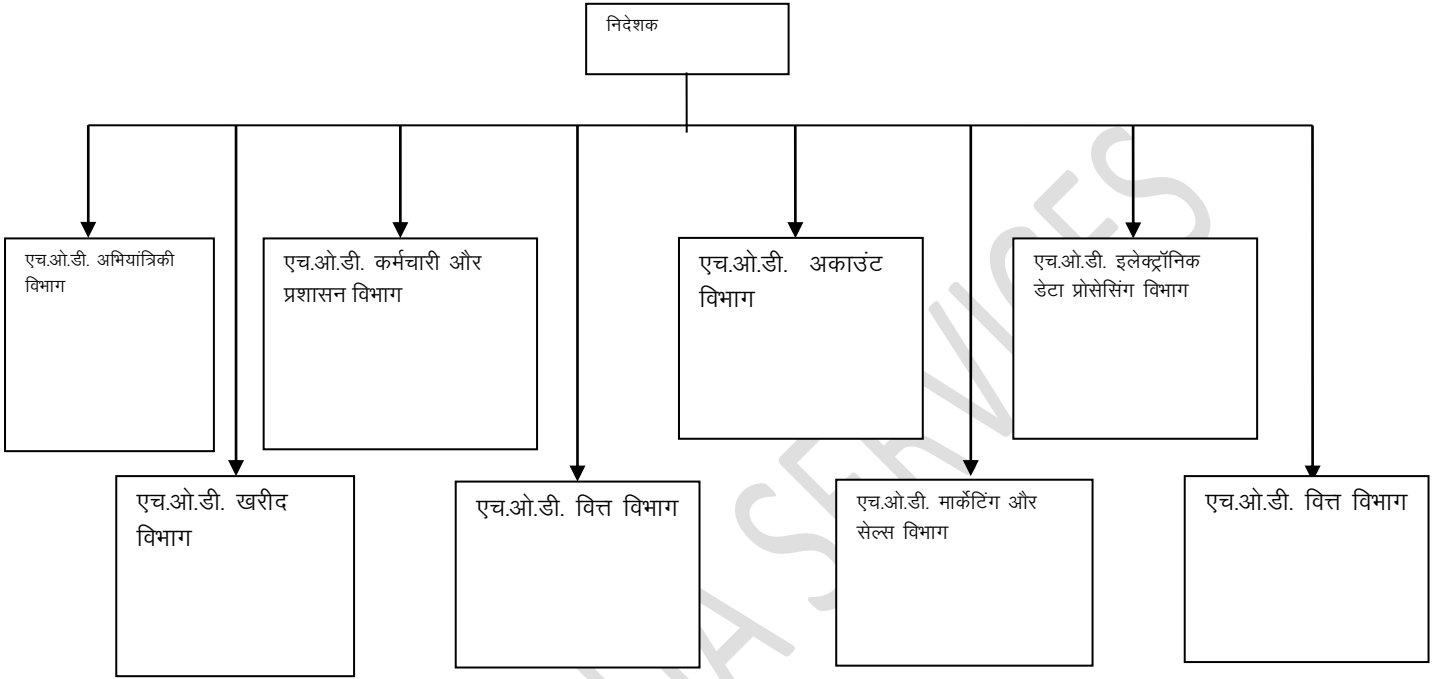 निदेशक
एच.ओ.डी. अभियांत्रिकी
विभाग
एच.ओ.डी. कर्मचारी और
प्रशासन विभाग
एच.ओ.डी. अकाउंट
विभाग
एच.ओ.डी. इलेक्ट्रॉनिक
डेटा प्रोसेसिंग विभाग
एच.ओ.डी. खरीद
विभाग
एच.ओ.डी. वित्त विभाग
एच.ओ.डी. मार्केटिंग और
सेल्स विभाग
एच.ओ.डी. वित्त विभाग
SERVICES